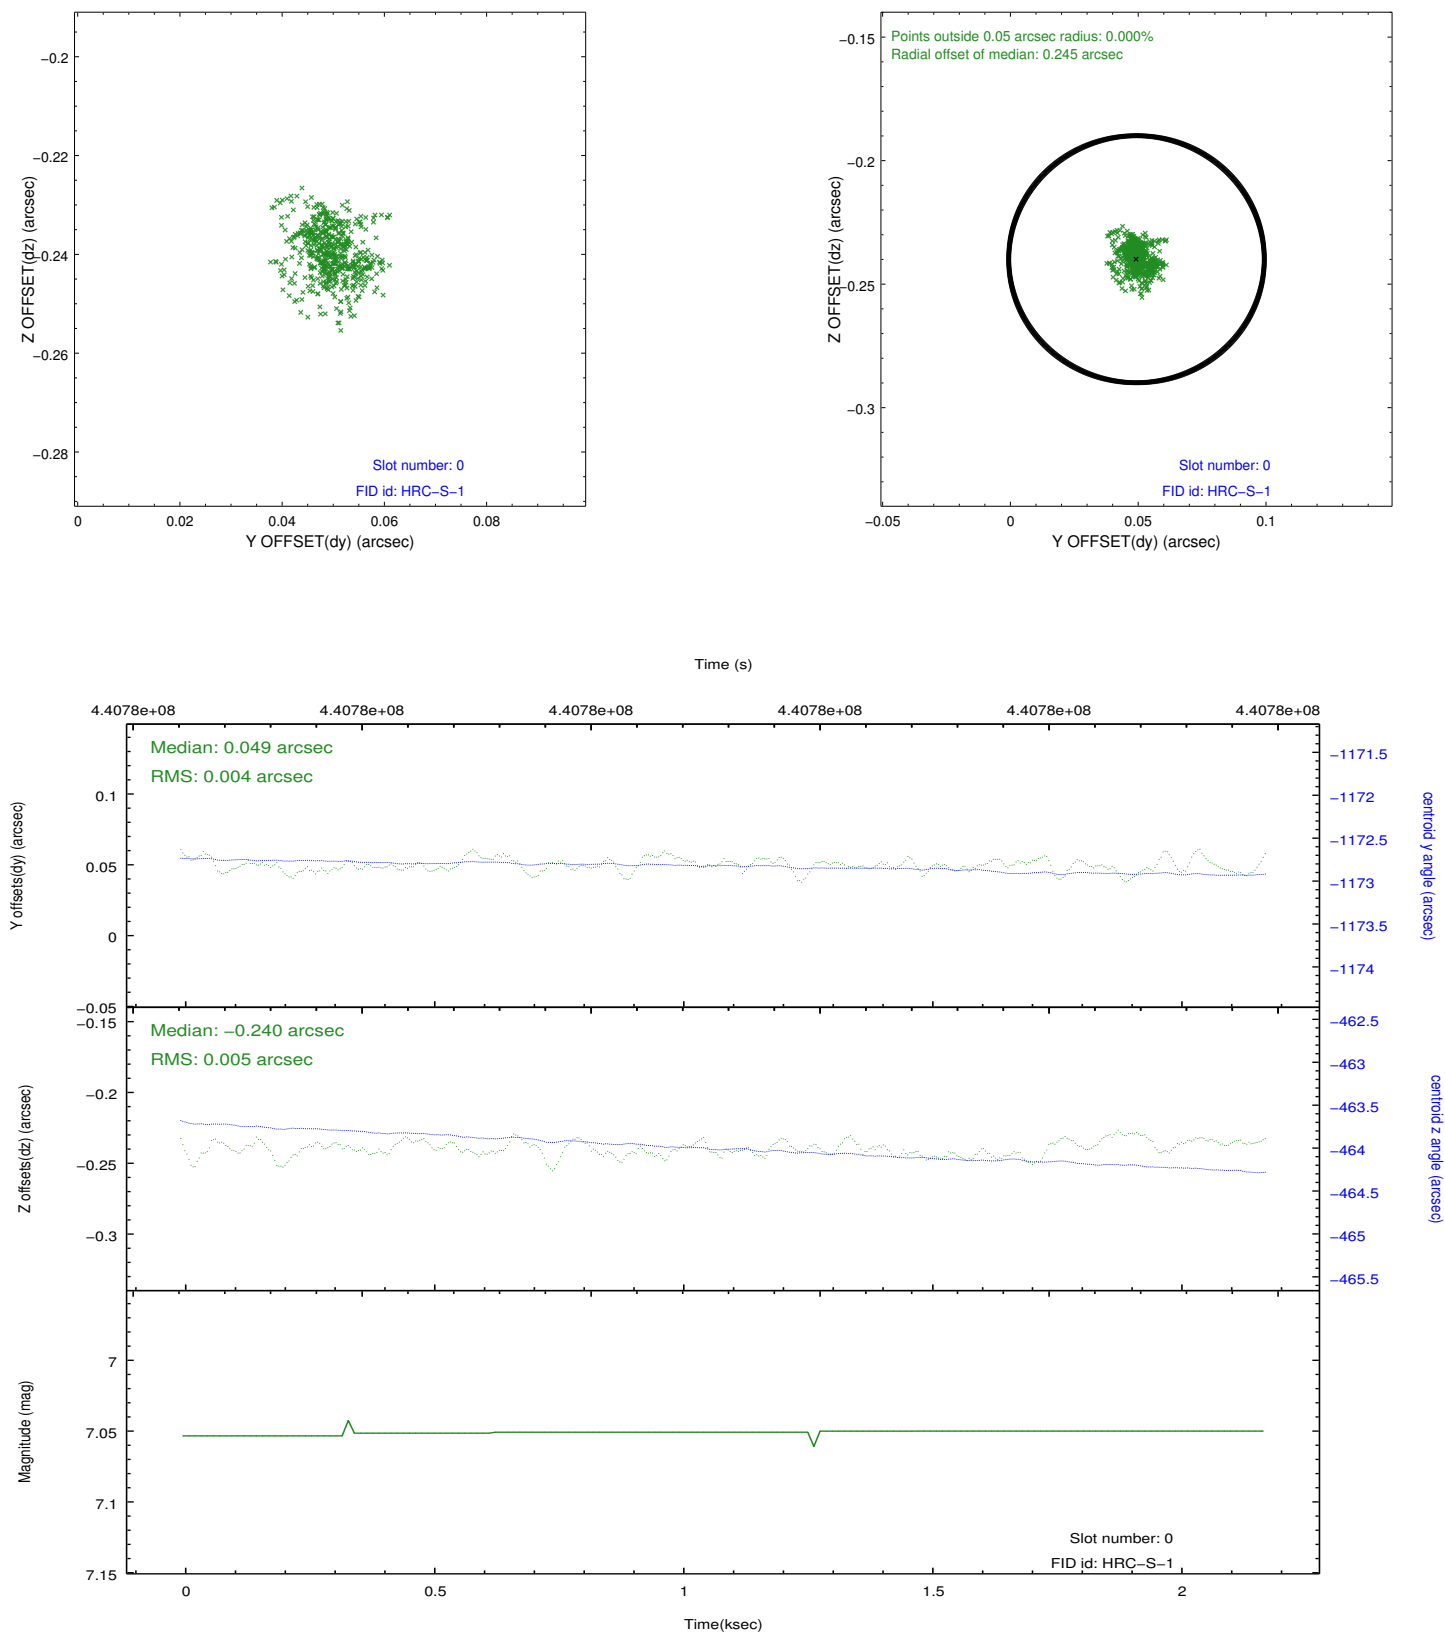 −0.2
−0.22
−0.24
−0.26
−0.28
Z OFFSET(dz) (arcsec)
Slot number: 0
FID id: HRC−S−1
0
0.02
0.04
0.06
0.08
Y OFFSET(dy) (arcsec)
Points outside 0.05 arcsec radius: 0.000%
Radial offset of median: 0.245 arcsec
−0.15
−0.2
−0.25
−0.3
Z OFFSET(dz) (arcsec)
Slot number: 0
FID id: HRC−S−1
−0.05
0
0.05
0.1
Y OFFSET(dy) (arcsec)
Time (s)
4.4078e+08
4.4078e+08
4.4078e+08
4.4078e+08
4.4078e+08
4.4078e+08
Median: 0.049 arcsec
RMS: 0.004 arcsec
0.1
0.05
0
−0.05
Y offsets(dy) (arcsec)
−1171.5
−1172
−1172.5
−1173
−1173.5
−1174
centroid y angle (arcsec)
Median: −0.240 arcsec
RMS: 0.005 arcsec
−0.15
−0.2
−0.25
−0.3
Z offsets(dz) (arcsec)
−462.5
−463
−463.5
−464
−464.5
−465
−465.5
centroid z angle (arcsec)
7
7.05
7.1
7.15
Magnitude (mag)
Slot number: 0
FID id: HRC−S−1
0
0.5
1
1.5
2
Time(ksec)